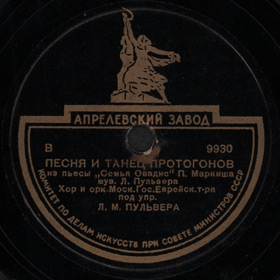 АПРЕЛЕВСКИЙ ЗАВОД
В 9930
ПЕСНЯ И ТАНЕЦ ПРОТОГОНОВ
из пьесы „Семья Овадис" П. Маркиша
муз. Л. Пульвера
Хор и орк. Моск. Гос. Еврейск. т-ра
под упр.
Л. М. ПУЛЬВЕРА
КОМИТЕТ ПО ДЕЛАМ ИСКУССТВ ПРИ СОВЕТЕ МИНИСТРОВ СССР